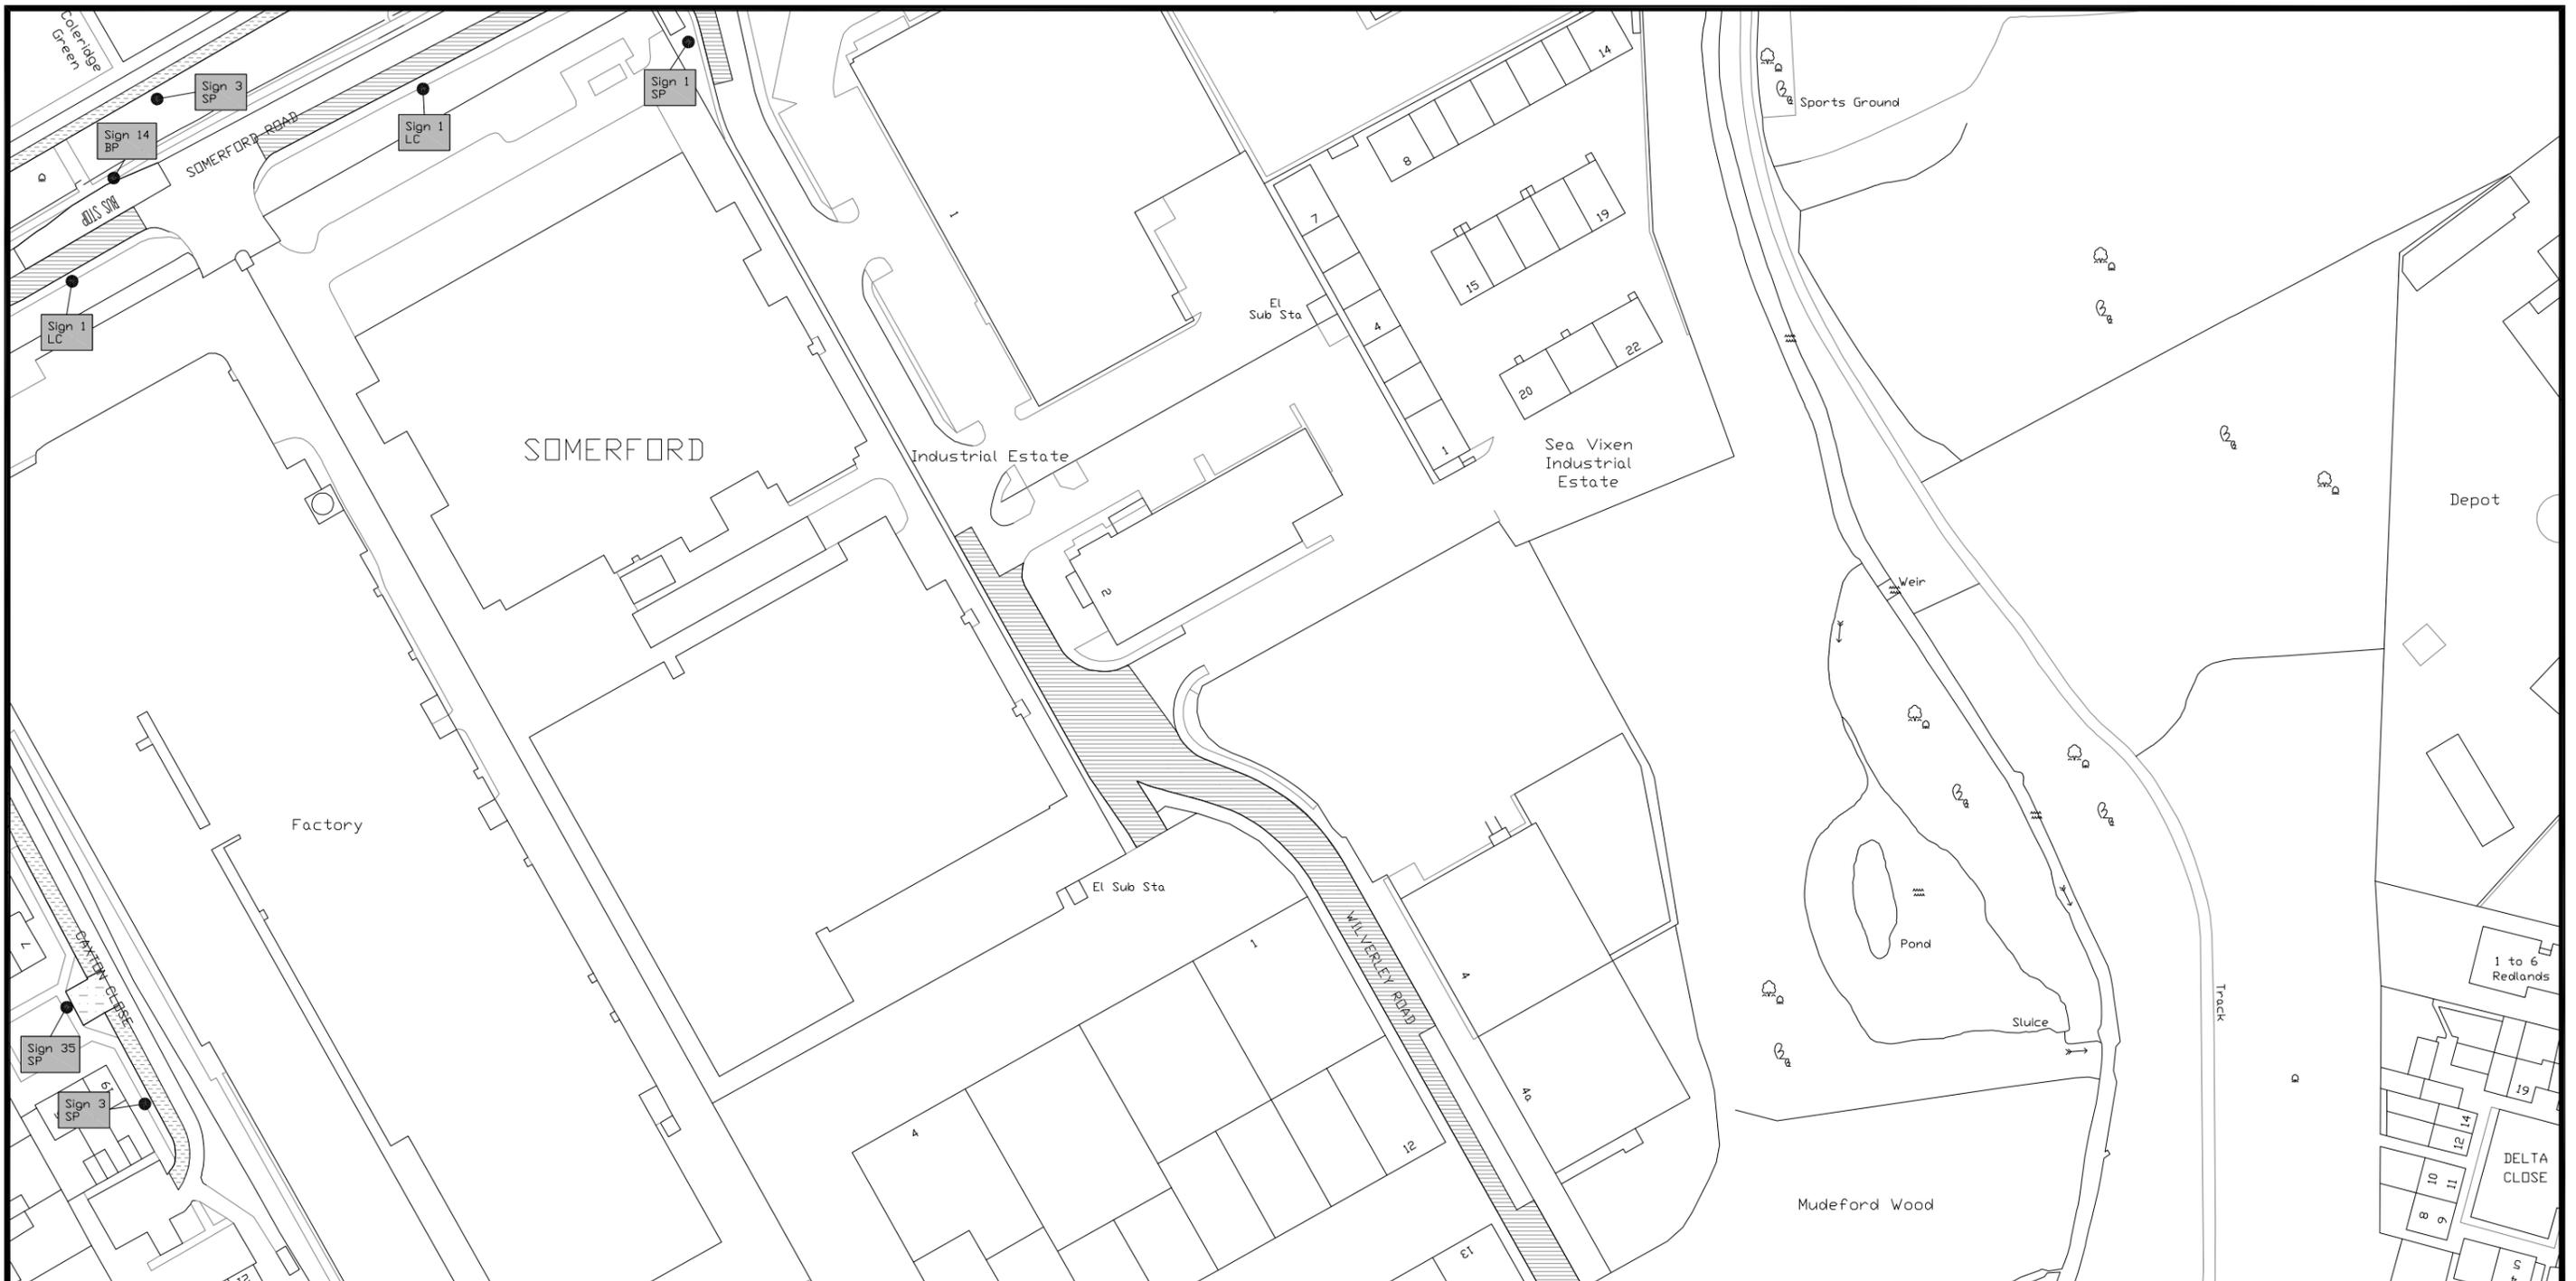 Coleridge
Green
Sign 3
SP
Sign 14
BP
SOMERFORD ROAD
BUS STOP
Sign 1
LC
Sign 1
SP
Sign 1
LC
14
8
7
19
15
4
22
20
1
1
El
Sub Sta
Sports Ground
SOMERFORD
Industrial Estate
Sea Vixen
Industrial
Estate
Depot
2
Weir
Factory
El Sub Sta
WILVERLEY ROAD
1
4
4a
4
12
13
Pond
Sluice
Track
Mudeford Wood
1 to 6
Redlands
19
14
12
10
11
8
9
5
DELTA
CLOSE
CAXTON CLOSE
7
Sign 35
SP
19
Sign 3
SP